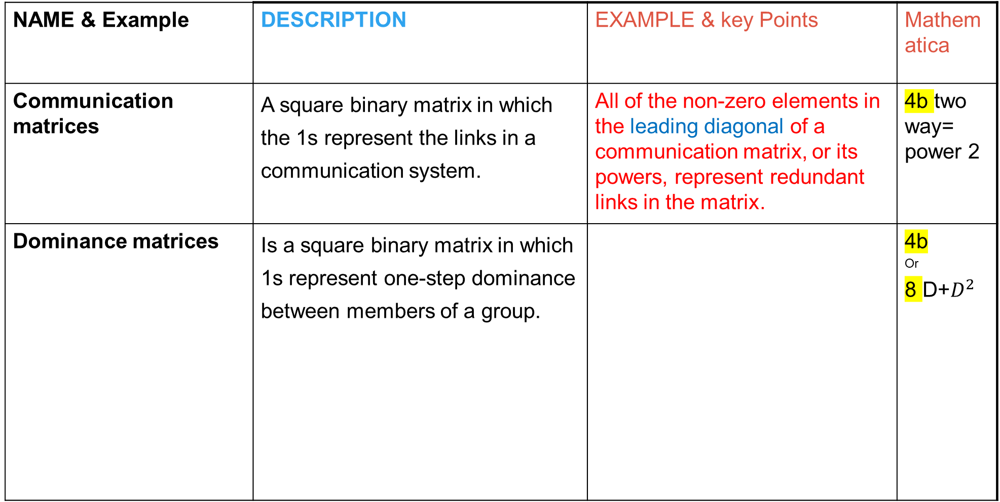 NAME & Example
DESCRIPTION
EXAMPLE & key Points
Mathem
atica
Communication
matrices
A square binary matrix in which
the 1s represent the links in a
communication system.
All of the non-zero elements in
the leading diagonal of a
communication matrix, or its
powers, represent redundant
links in the matrix.
4b two
way=
power 2
Dominance matrices
Is a square binary matrix in which
1s represent one-step dominance
between members of a group.
4b
Or
8 D+𝐷²